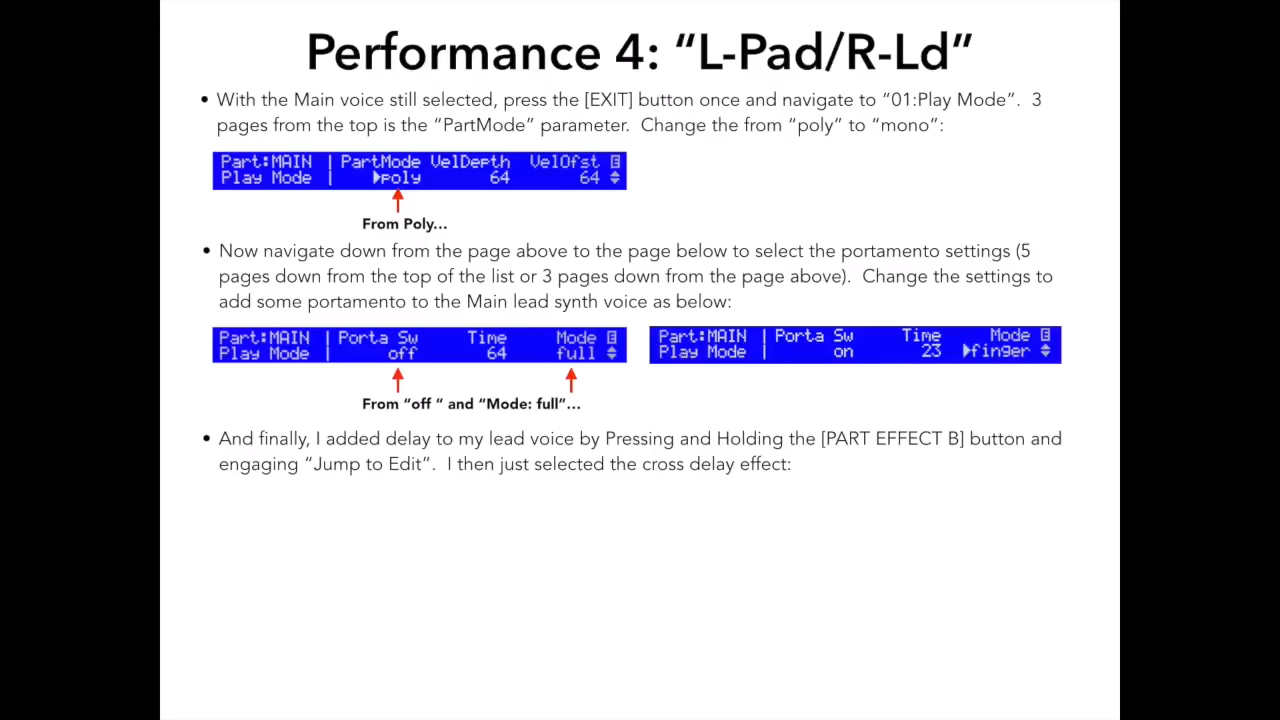 Performance 4: “L-Pad/R-Ld”
• With the Main voice still selected, press the [EXIT] button once and navigate to “01:Play Mode”.  3
pages from the top is the “PartMode” parameter.  Change the from “poly” to “mono”:
Part:MAIN | PartMode VelDepth VelOfst E
Play Mode | ▶poly 64 64
From Poly…
• Now navigate down from the page above to the page below to select the portamento settings (5
pages down from the top of the list or 3 pages down from the page above).  Change the settings to
add some portamento to the Main lead synth voice as below:
Part:MAIN | Porta Sw Time Mode E
Play Mode | off 64 full
Part:MAIN | Porta Sw Time Mode E
Play Mode | on 23 ▶finger
From “off “ and “Mode: full”…
• And finally, I added delay to my lead voice by Pressing and Holding the [PART EFFECT B] button and
engaging “Jump to Edit”.  I then just selected the cross delay effect: